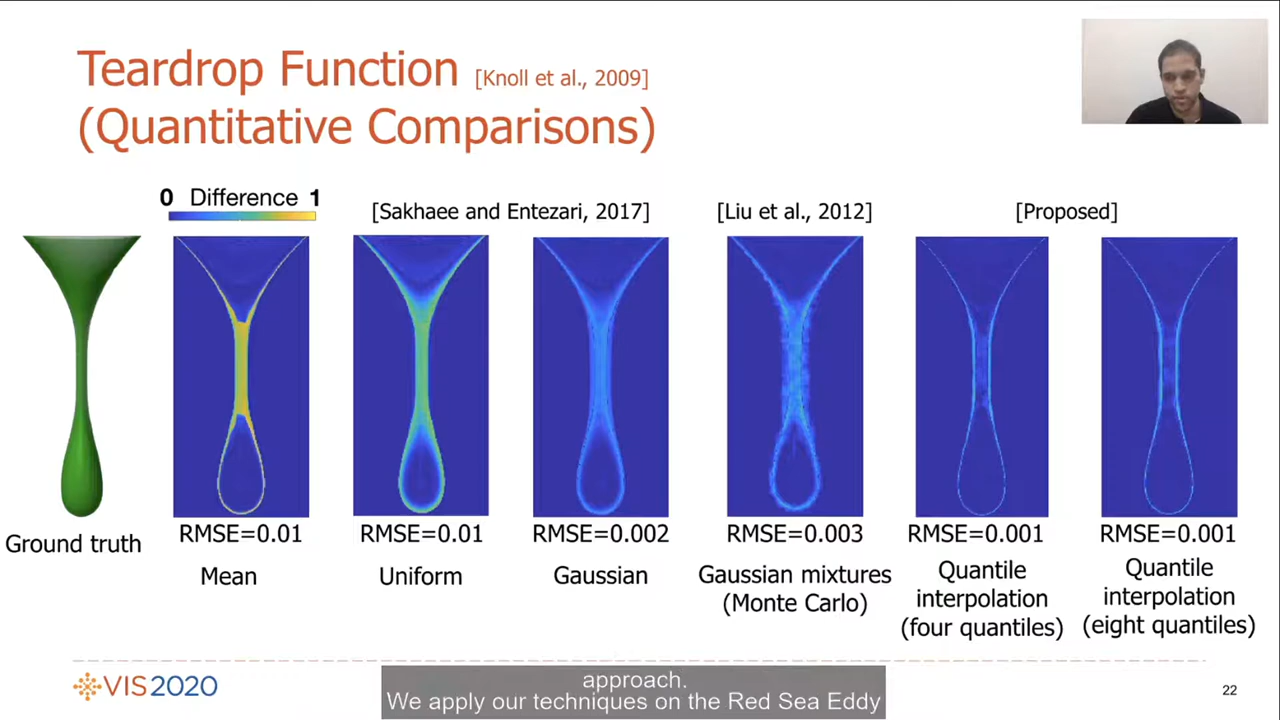 Teardrop Function [Knoll et al., 2009]
(Quantitative Comparisons)
0 Difference 1
[Sakhaee and Entezari, 2017]
[Liu et al., 2012]
[Proposed]
Ground truth
RMSE=0.01
Mean
RMSE=0.01
Uniform
RMSE=0.002
Gaussian
RMSE=0.003
Gaussian mixtures
(Monte Carlo)
RMSE=0.001
Quantile
interpolation
(four quantiles)
RMSE=0.001
Quantile
interpolation
(eight quantiles)
VIS2020
approach.
We apply our techniques on the Red Sea Eddy
22